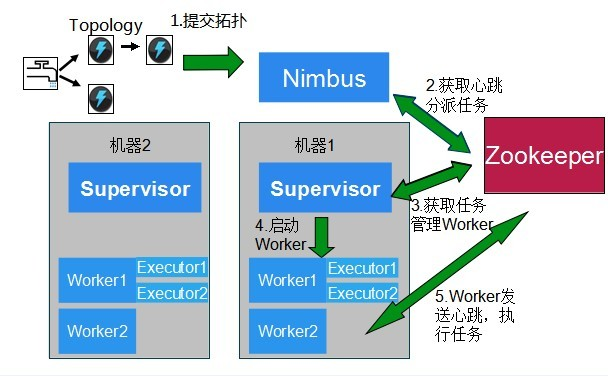 Topology
1.提交拓扑
Nimbus
2.获取心跳
分派任务
Zookeeper
机器2
Supervisor
Worker1
Executor1
Executor2
Worker2
机器1
Supervisor
3.获取任务
管理Worker
4.启动
Worker
Worker1
Executor1
Executor2
Worker2
5.Worker发
送心跳，执
行任务